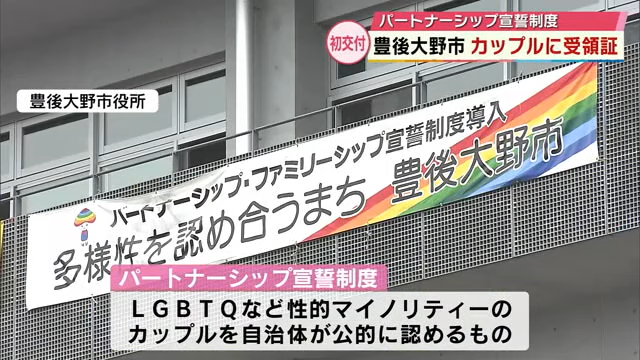 パートナーシップ宣誓制度
初交付
豊後大野市 カップルに受領証
豊後大野市役所
パートナーシップ・ファミリーシップ宣誓制度導入
多様性を認め合うまち 豊後大野市
パートナーシップ宣誓制度
LGBTQなど性的マイノリティーの
カップルを自治体が公的に認めるもの